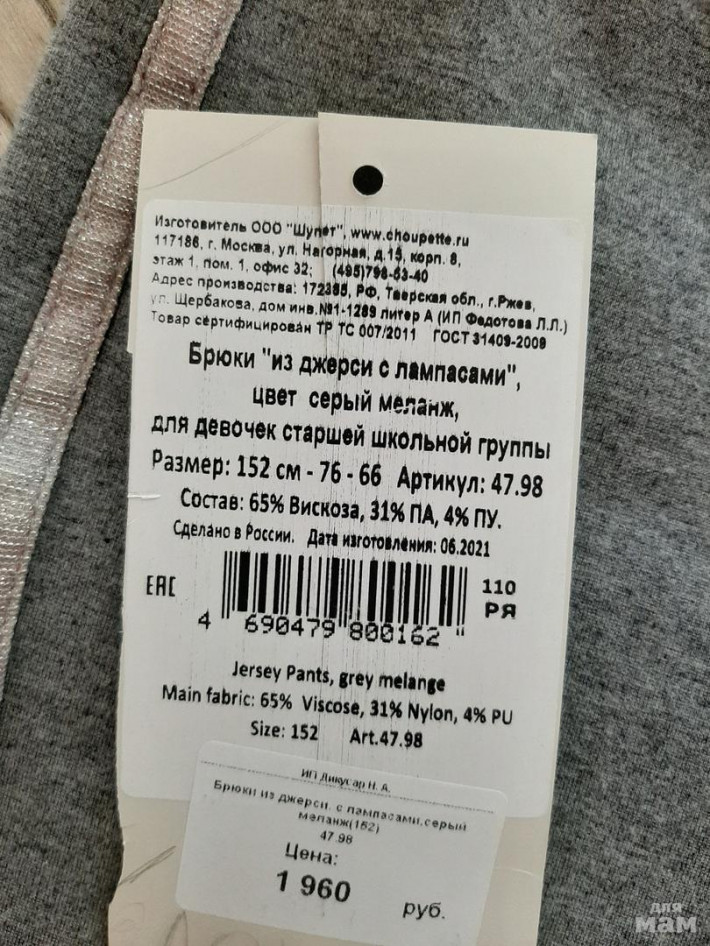 Изготовитель ООО "Шупет", www.choupette.ru
117186, г. Москва, ул. Нагорная, д.15, корп. 8,
этаж 1, пом. 1, офис 32; (495)796-53-40
Адрес производства: РФ, Тверская обл., г.Ржев,
ул. Щербакова, дом инв.№1-1289 литер А (ИП Федотова Л.Л.)
Товар сертифицирован ТР ТС 007/2011 ГОСТ 31409-2009
Брюки "из джерси с лампасами",
цвет серый меланж,
для девочек старшей школьной группы
Размер: 152 см - 76 - 66 Артикул: 47.98
Состав: 65% Вискоза, 31% ПА, 4% ПУ.
Сделано в России. Дата изготовления: 06.2021
EAC
110
РЯ
4 690479 800162
Jersey Pants, grey melange
Main fabric: 65% Viscose, 31% Nylon, 4% PU
Size: 152 Art.47.98
ИП Дикусар Н. А.
Брюки из джерси. с лампасами,серый
меланж(152)
47.98
Цена:
1 960
руб.
для
мам